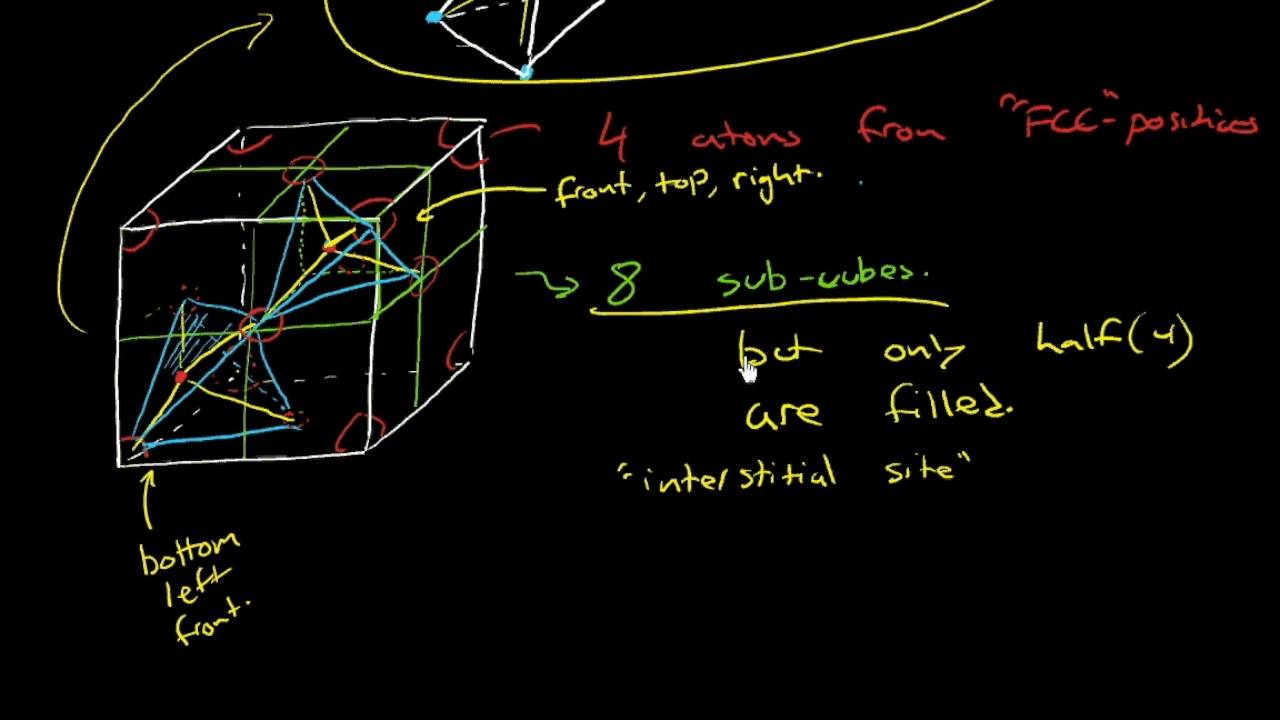 4 atoms from "FCC"-positions
front, top, right.
8 sub-cubes.
but only half(4)
are filled.
"interstitial site"
bottom
left
front.